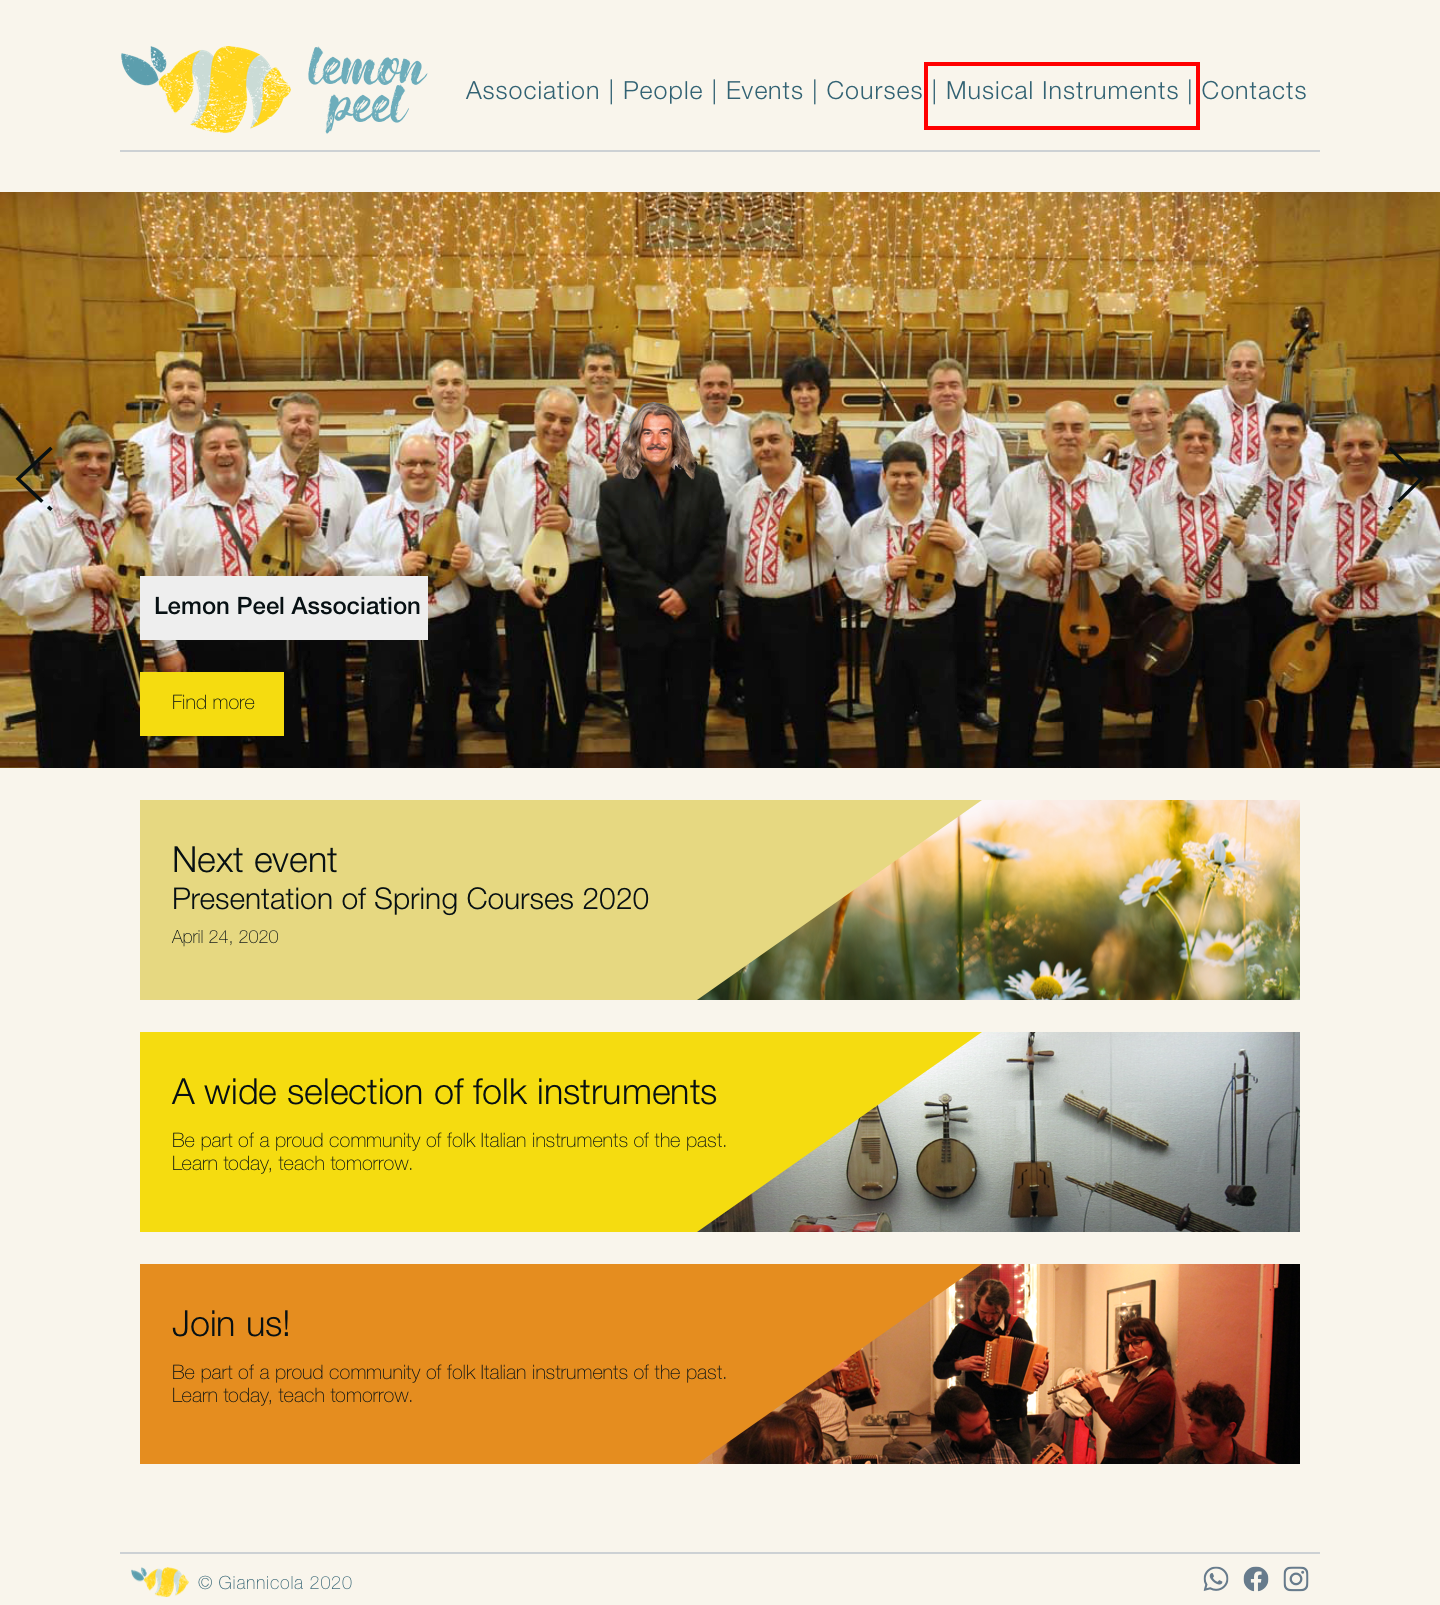 lemon
peel
Association | People | Events | Courses | Musical Instruments | Contacts
Lemon Peel Association
Find more
Next event
Presentation of Spring Courses 2020
April 24, 2020
A wide selection of folk instruments
Be part of a proud community of folk Italian instruments of the past.
Learn today, teach tomorrow.
Join us!
Be part of a proud community of folk Italian instruments of the past.
Learn today, teach tomorrow.
© Giannicola 2020